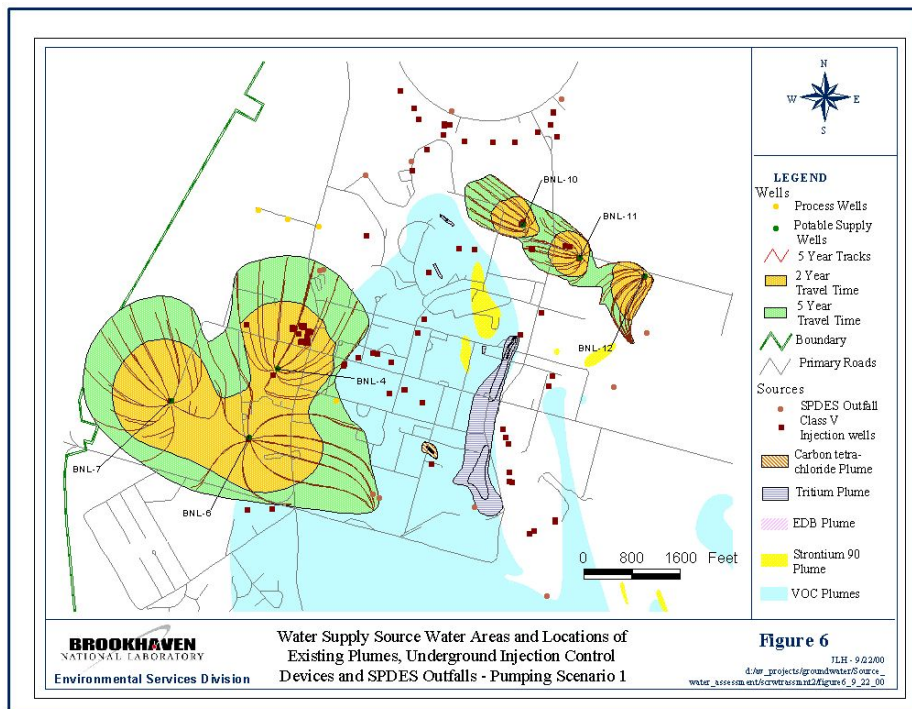 N
W E
S
BNL-10
BNL-11
BNL-12
BNL-4
BNL-7
BNL-6
0 800 1600 Feet
LEGEND
Wells
Process Wells
Potable Supply
Wells
5 Year Tracks
2 Year
Travel Time
5 Year
Travel Time
Boundary
Primary Roads
Sources
SPDES Outfall
Class V
Injection wells
Carbon tetra-
chloride Plume
Tritium Plume
EDB Plume
Strontium 90
Plume
VOC Plumes
BROOKHAVEN
NATIONAL LABORATORY
Environmental Services Division
Water Supply Source Water Areas and Locations of
Existing Plumes, Underground Injection Control
Devices and SPDES Outfalls - Pumping Scenario 1
Figure 6
JLH - 9/22/00